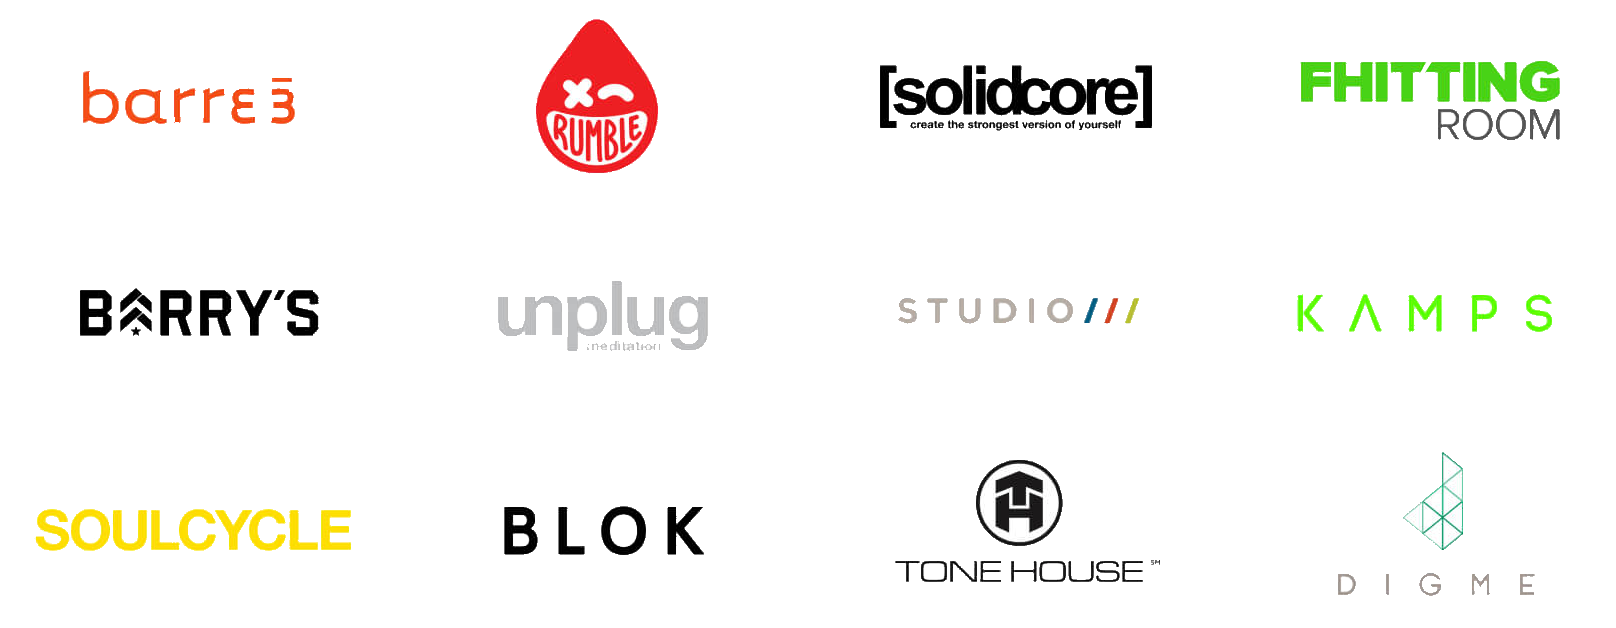 barre3
RUMBLE
[solidcore]
create the strongest version of yourself
FHITTING
ROOM
BARRY'S
unplug
meditation
STUDIO///
KAMPS
SOULCYCLE
BLOK
TH
TONE HOUSE SM
DIGME